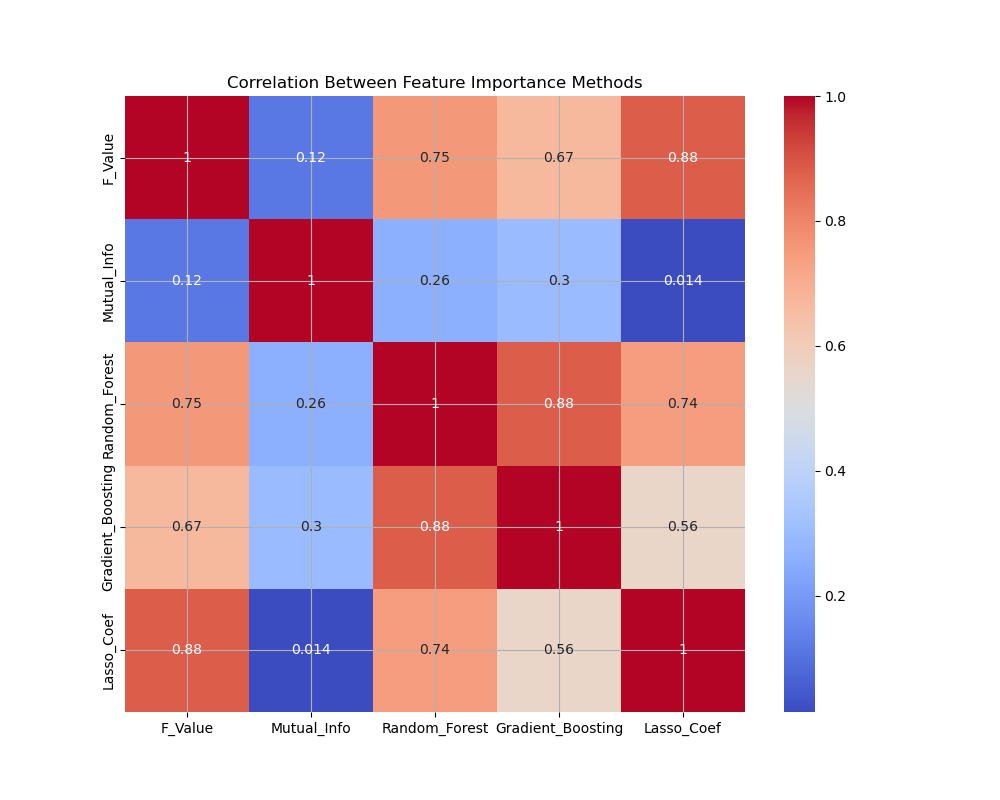 Correlation Between Feature Importance Methods
F_Value
1
0.12
0.75
0.67
0.88
Mutual_Info
0.12
1
0.26
0.3
0.014
Random_Forest
0.75
0.26
1
0.88
0.74
Gradient_Boosting
0.67
0.3
0.88
1
0.56
Lasso_Coef
0.88
0.014
0.74
0.56
1
F_Value
Mutual_Info
Random_Forest
Gradient_Boosting
Lasso_Coef
1.0
0.8
0.6
0.4
0.2